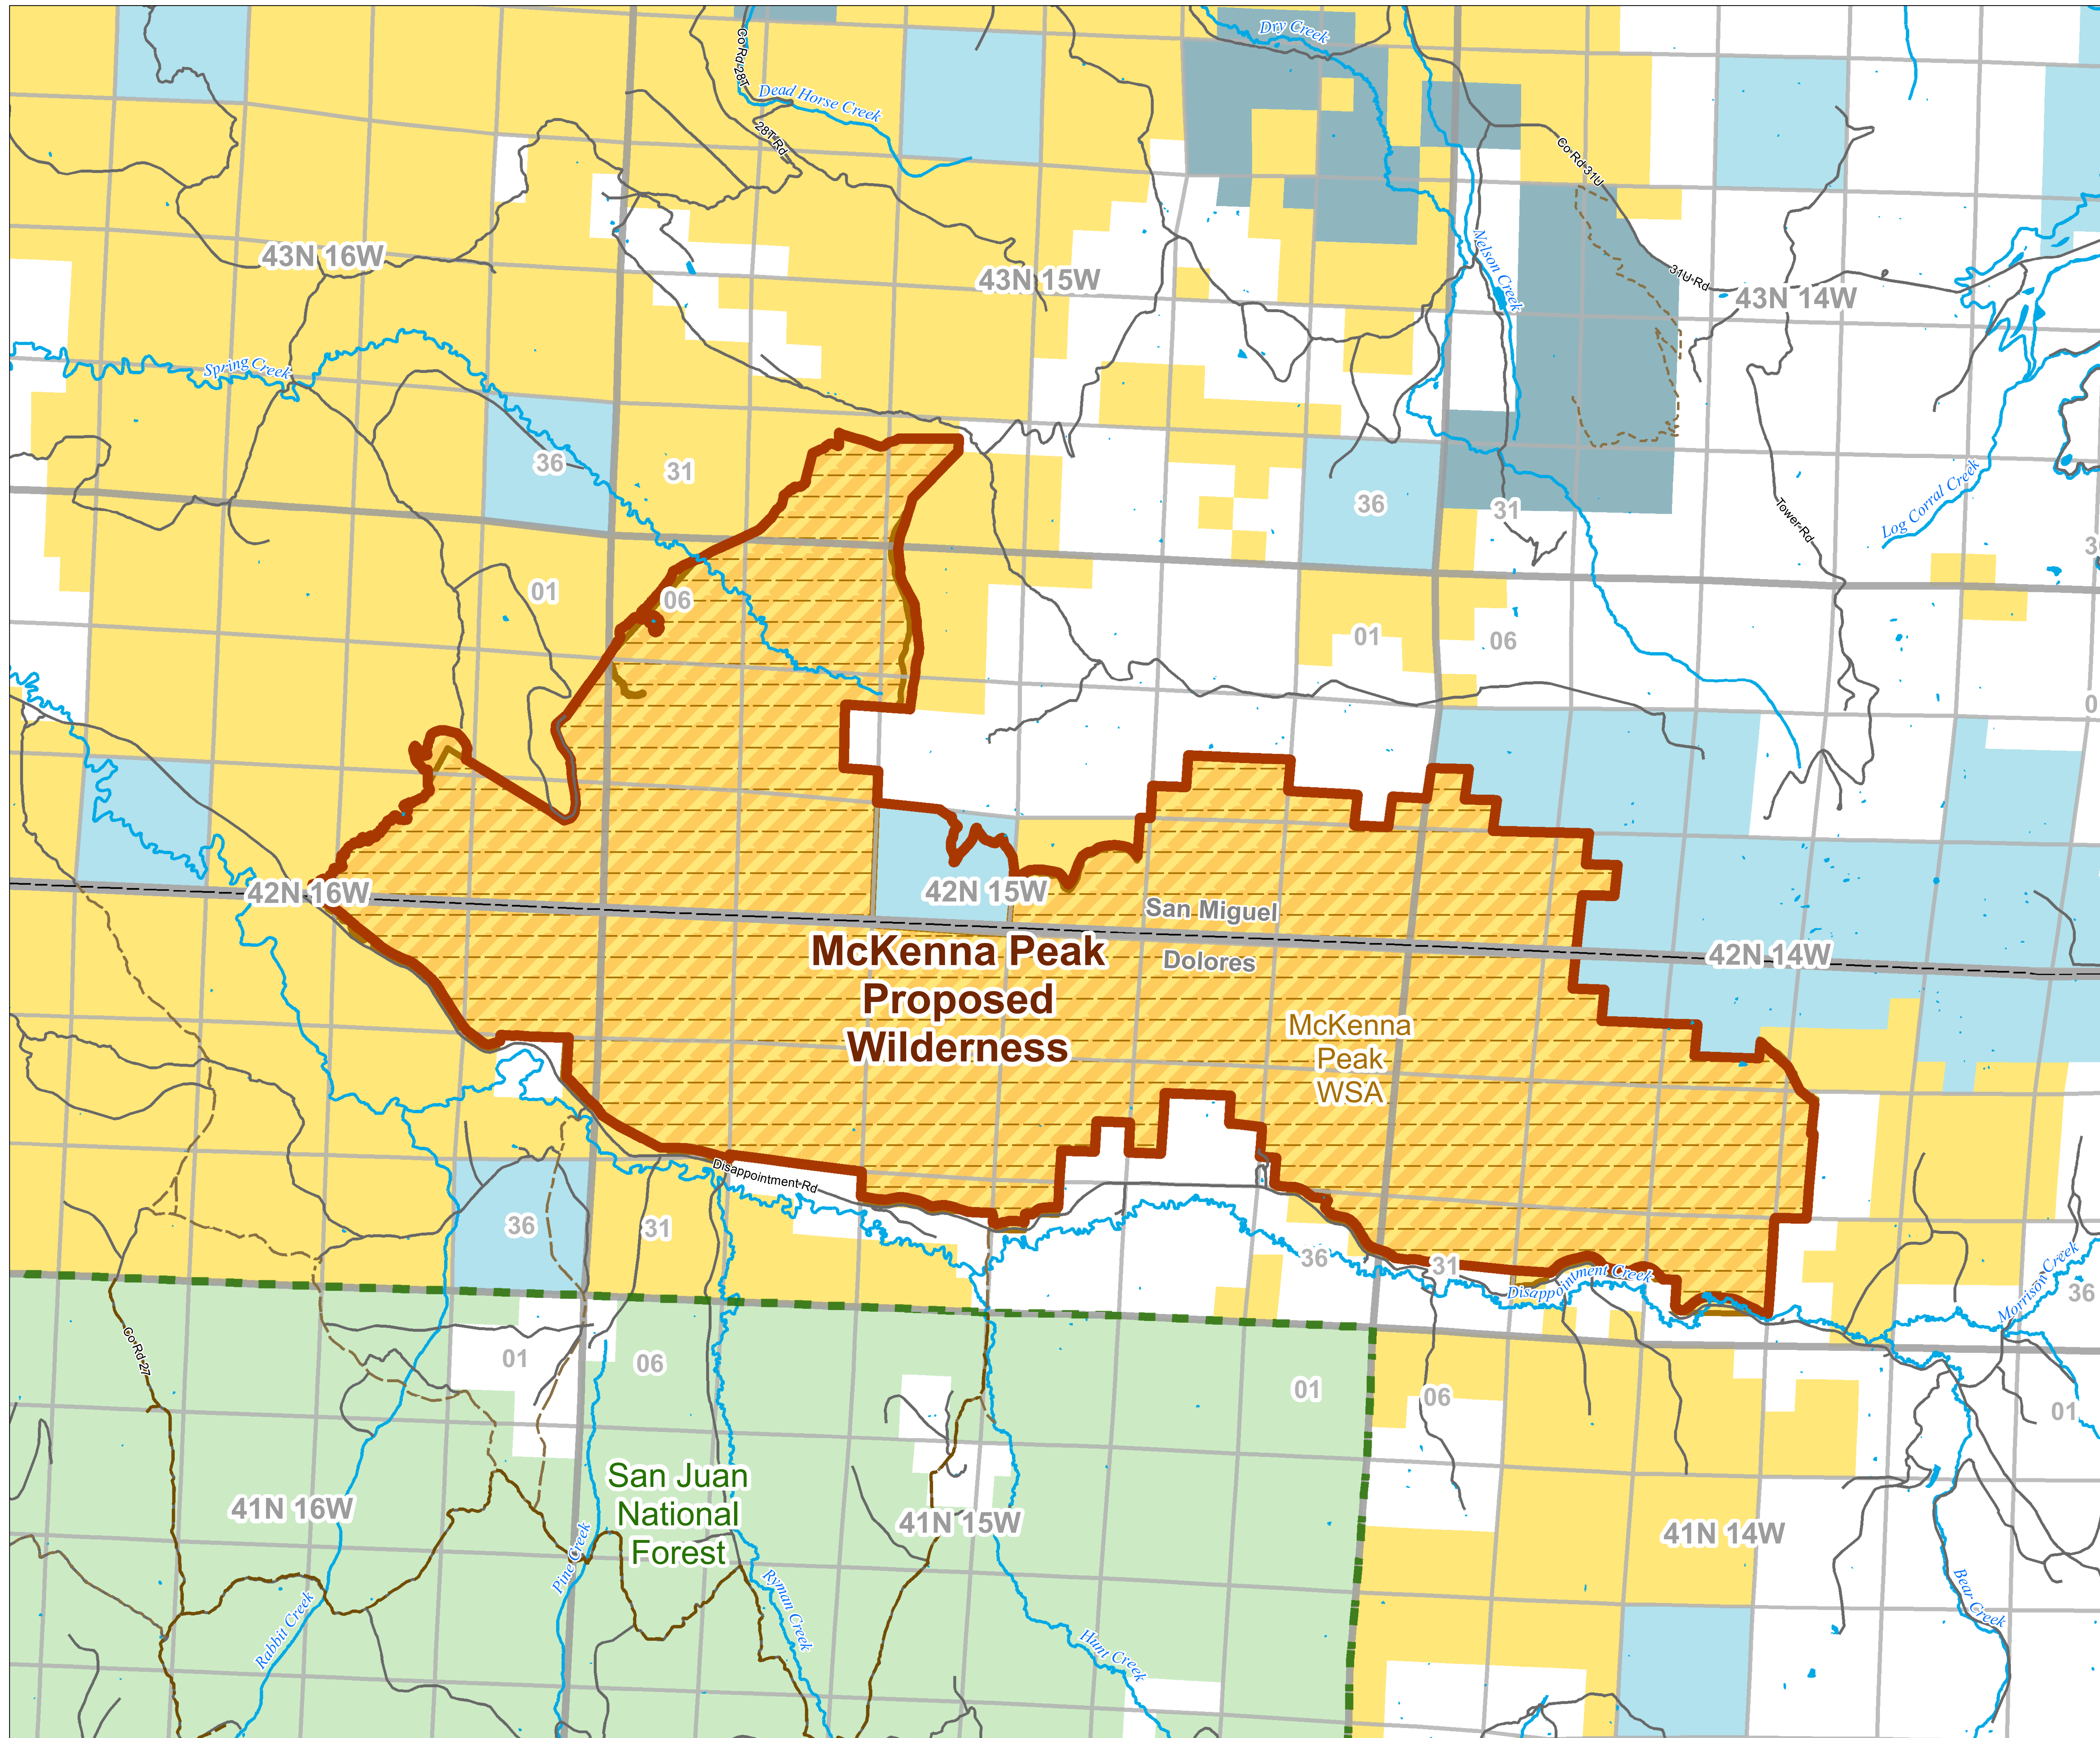 Dry Creek
Co Rd 28T
Dead Horse Creek
28T Rd
Co Rd 31U
43N 16W
43N 15W
Nelson Creek
31U Rd
43N 14W
Spring Creek
36
31
36
31
Tower Rd
Log Corral Creek
3
01
06
01
06
0
42N 16W
42N 15W
San Miguel
Dolores
42N 14W
McKenna Peak
Proposed
Wilderness
McKenna
Peak
WSA
Disappointment Rd
36
31
36
31
Disappointment Creek
Morrison Creek
36
Co Rd 27
01
06
01
06
01
San Juan
National
Forest
41N 16W
41N 15W
41N 14W
Rabbit Creek
Pine Creek
Ryman Creek
Hunt Creek
Bear Creek